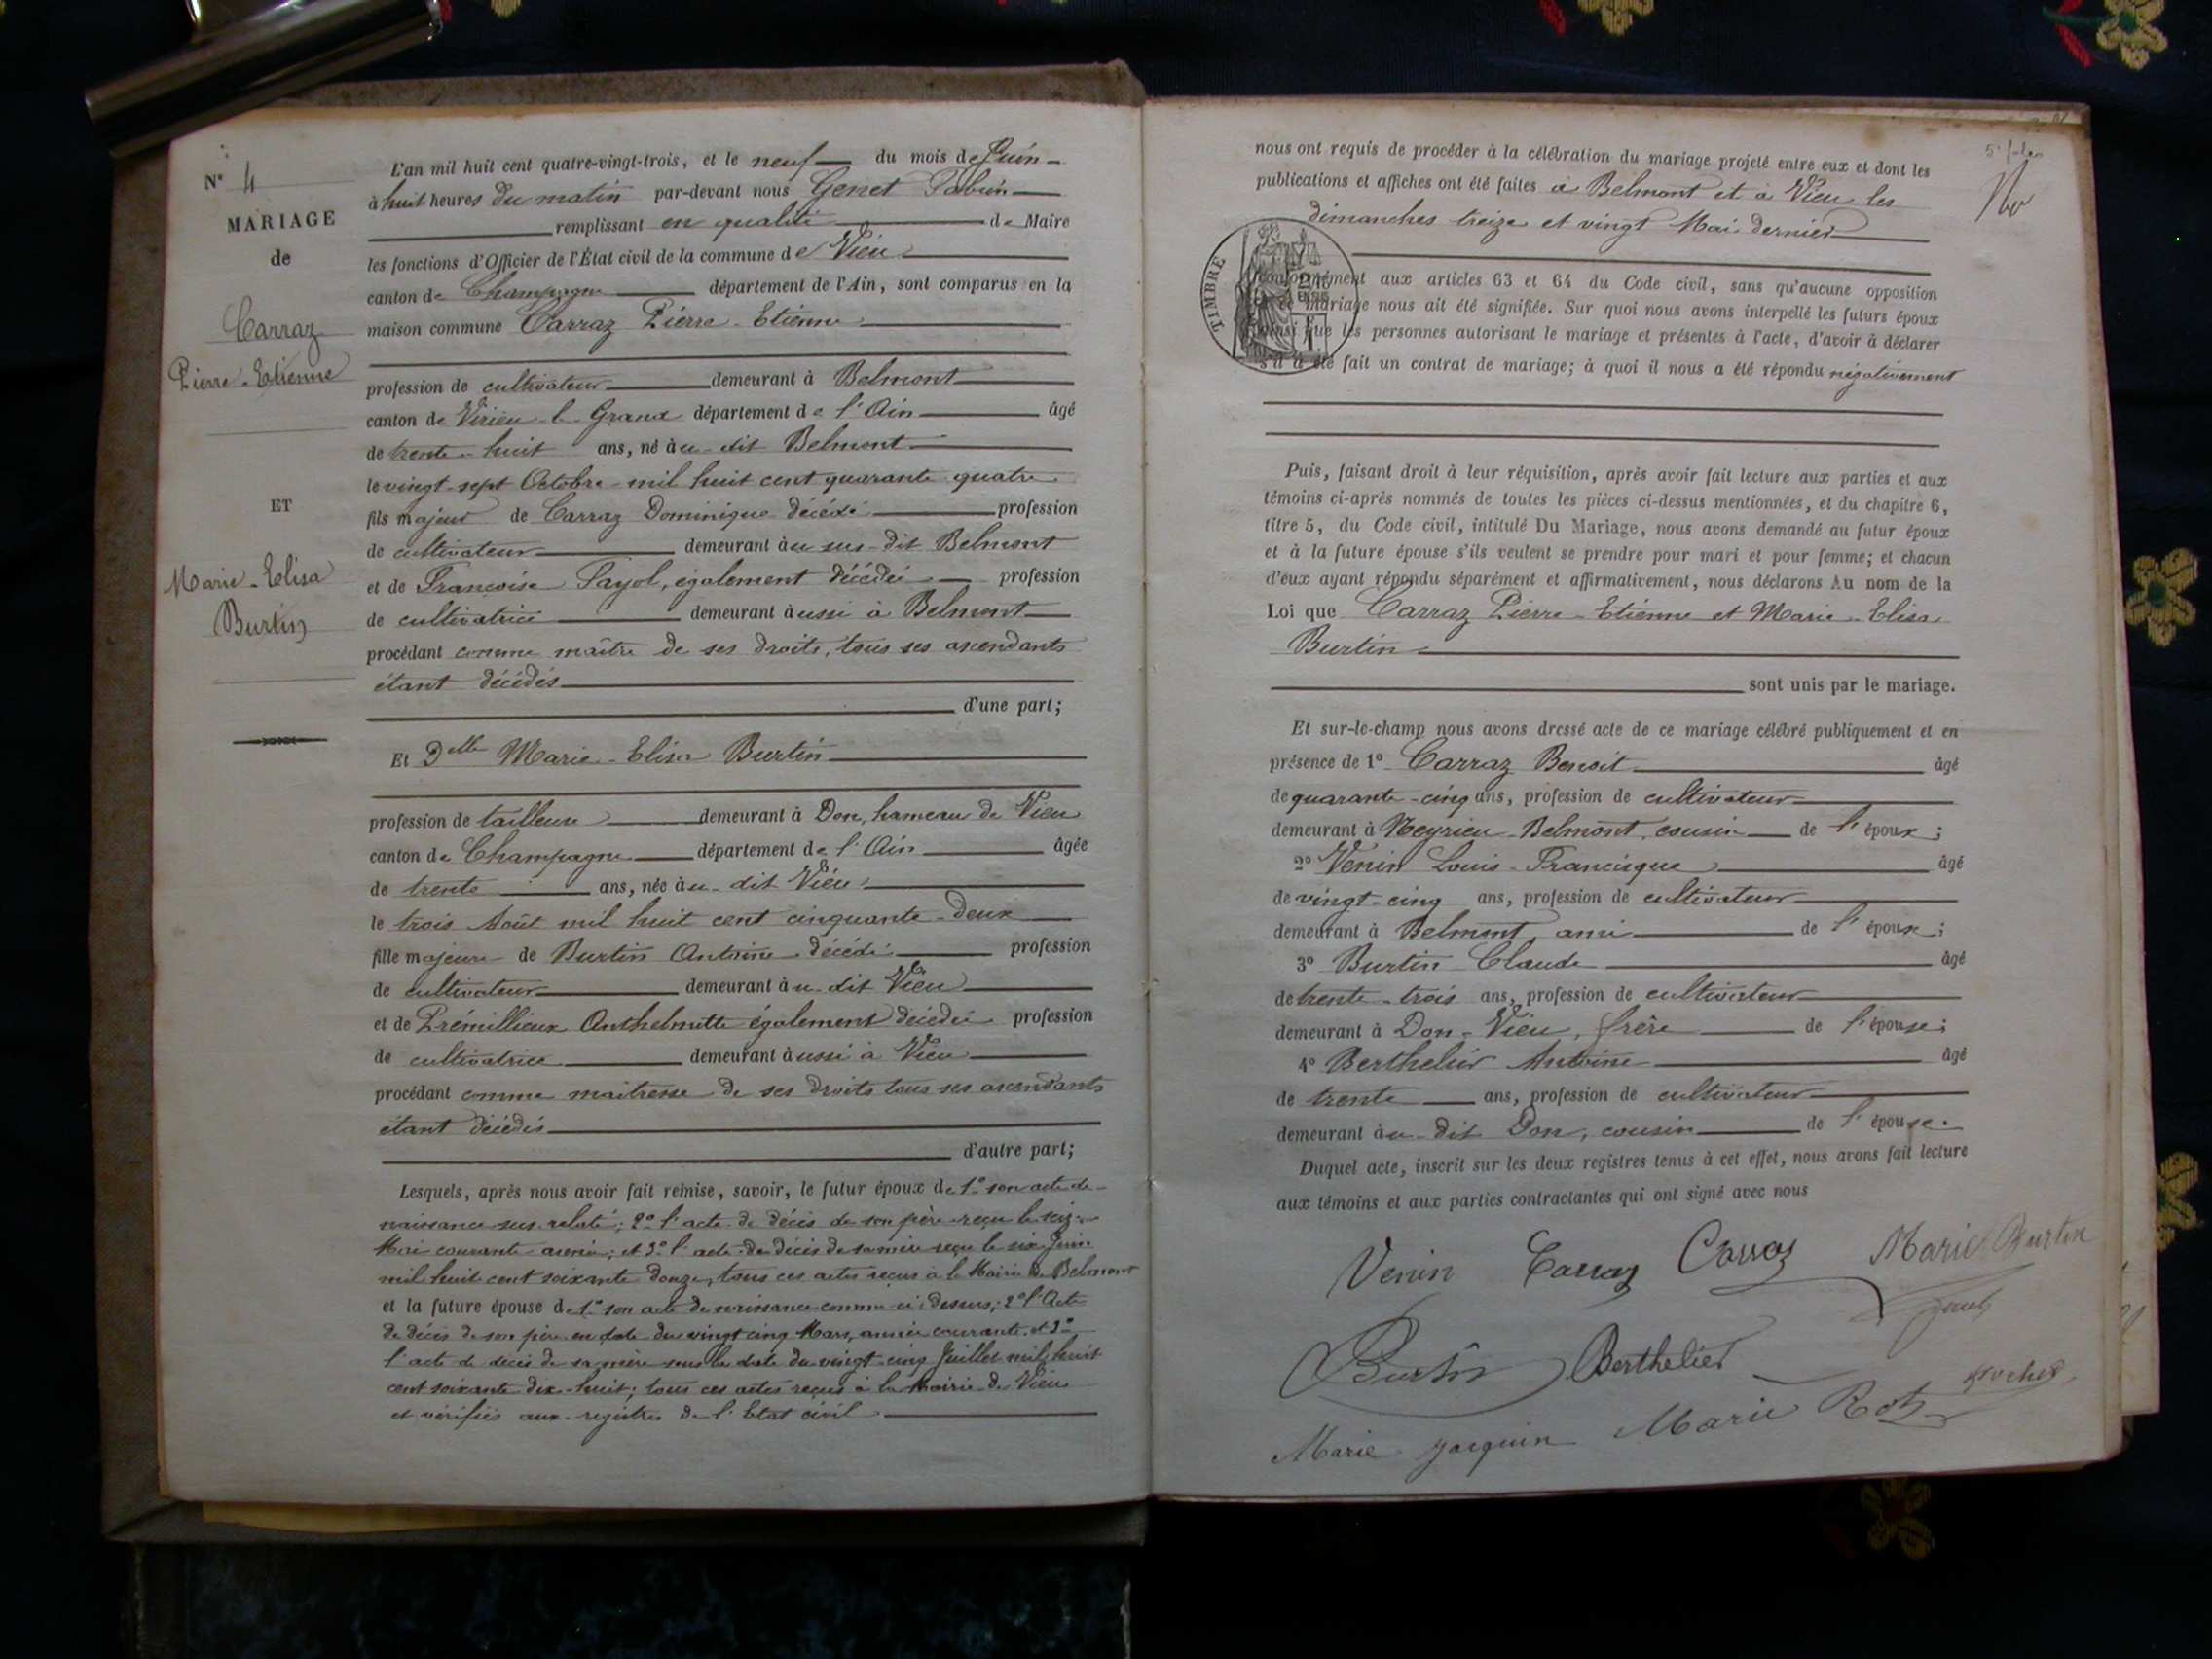 N° 4
MARIAGE
de
Carraz
Pierre-Etienne
ET
Marie-Elisa
Burtin
L'an mil huit cent quatre-vingt-trois, et le neuf du mois de Juin
à huit heures du matin par-devant nous Genet Fabien
remplissant en qualité de Maire
les fonctions d'Officier de l'État civil de la commune de Vieu
canton de Champagne département de l'Ain, sont comparus en la
maison commune Carraz Pierre-Etienne
profession de cultivateur demeurant à Belmont
canton de Virieu-le-Grand département de l'Ain âgé
de trente-huit ans, né àu-dit Belmont
le vingt-sept Octobre mil huit cent quarante quatre
fils majeur de Carraz Dominique décédé profession
de cultivateur demeurant àu sus-dit Belmont
et de Françoise Payol, également décédée profession
de cultivatrice demeurant àussi à Belmont
procédant comme maître de ses droits, tous ses ascendants
étant décédés
d'une part;
Et Delle Marie-Elisa Burtin
profession de tailleuse demeurant à Don, hameau de Vieu
canton de Champagne département de l'Ain âgée
de trente ans, née àu-dit Vieu
le trois Août mil huit cent cinquante-deux
fille majeure de Burtin Antoine décédé profession
de cultivateur demeurant àu-dit Vieu
et de Prémillieux Anthelmette également décédée profession
de cultivatrice demeurant àussi à Vieu
procédant comme maîtresse de ses droits tous ses ascendants
étant décédés
d'autre part;
Lesquels, après nous avoir fait remise, savoir, le futur époux de 1° son acte de
naissance sus-relaté; 2° l'acte de décès de son père reçu le seize
Mai courante année; et 3° l'acte de décès de sa mère reçu le six Juin
mil huit cent soixante douze, tous ces actes reçus à la Mairie de Belmont
et la future épouse de 1° son acte de naissance comme ci-dessus; 2° l'Acte
de décès de son père en date du vingt cinq Mars, année courante, et 3°
l'acte de décès de sa mère sous la date du vingt-cinq Juillet mil huit
cent soixante dix-huit; tous ces actes reçus à la Mairie de Vieu
et vérifiés aux registres de l'Etat civil
nous ont requis de procéder à la célébration du mariage projeté entre eux et dont les
publications et affiches ont été faites à Belmont et à Vieu les
dimanches treize et vingt Mai dernier
TIMBRE
conformément aux articles 63 et 64 du Code civil, sans qu'aucune opposition
à ce mariage nous ait été signifiée. Sur quoi nous avons interpellé les futurs époux
ainsi que les personnes autorisant le mariage et présentes à l'acte, d'avoir à déclarer
s'il a été fait un contrat de mariage; à quoi il nous a été répondu négativement
Puis, faisant droit à leur réquisition, après avoir fait lecture aux parties et aux
témoins ci-après nommés de toutes les pièces ci-dessus mentionnées, et du chapitre 6,
titre 5, du Code civil, intitulé Du Mariage, nous avons demandé au futur époux
et à la future épouse s'ils veulent se prendre pour mari et pour femme; et chacun
d'eux ayant répondu séparément et affirmativement, nous déclarons Au nom de la
Loi que Carraz Pierre-Etienne et Marie-Elisa
Burtin
sont unis par le mariage.
Et sur-le-champ nous avons dressé acte de ce mariage célébré publiquement et en
présence de 1° Carraz Benoit âgé
de quarante-cinq ans, profession de cultivateur
demeurant à Neyrieu-Belmont, cousin de l'époux;
2° Venin Louis-Francisque âgé
de vingt-cinq ans, profession de cultivateur
demeurant à Belmont, ami de l'époux;
3° Burtin Claude âgé
de trente-trois ans, profession de cultivateur
demeurant à Don-Vieu, frère de l'épouse;
4° Berthelier Antoine âgé
de trente ans, profession de cultivateur
demeurant àu-dit Don, cousin de l'épouse.
Duquel acte, inscrit sur les deux registres tenus à cet effet, nous avons fait lecture
aux témoins et aux parties contractantes qui ont signé avec nous
Venin Carraz Carraz Marie Burtin
Burtin Berthelier
Marie Jacquin Marie